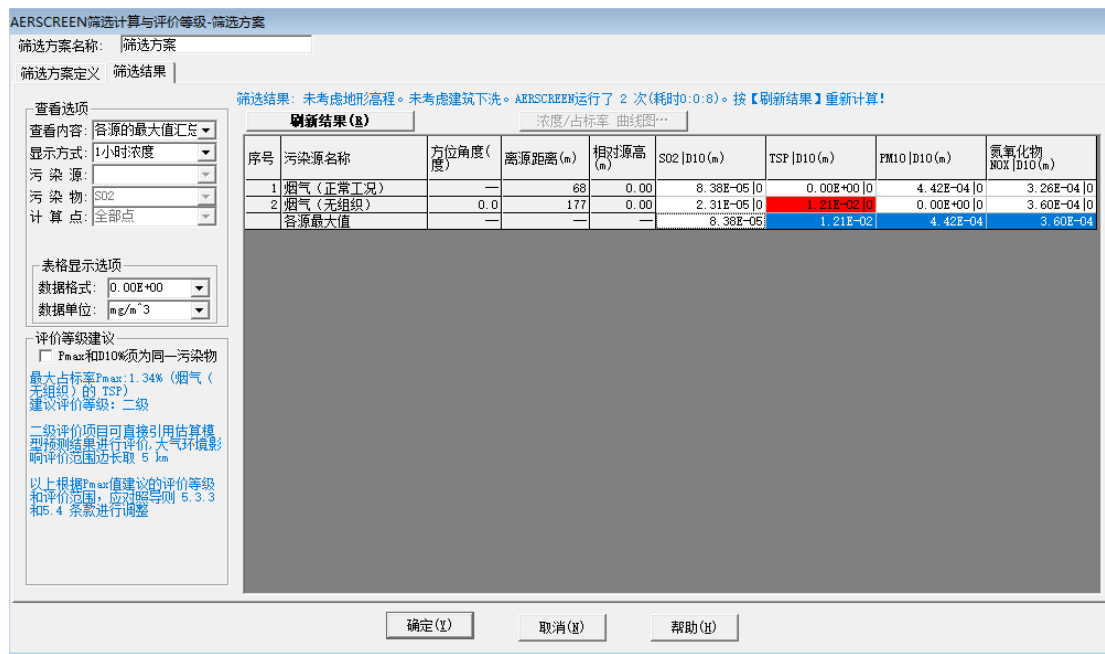 AERSCREEN筛选计算与评价等级-筛选方案
筛选方案名称: 筛选方案
筛选方案定义 筛选结果
查看选项
查看内容: 各源的最大值汇总
显示方式: 1小时浓度
污 染 源:
污 染 物: SO2
计 算 点: 全部点
表格显示选项
数据格式: 0.00E+00
数据单位: mg/m^3
评价等级建议
Pmax和D10%须为同一污染物
最大占标率Pmax:1.34% (烟气(
无组织)的 TSP)
建议评价等级: 二级
二级评价项目可直接引用估算模
型预测结果进行评价,大气环境影
响评价范围边长取 5 km
以上根据Pmax值建议的评价等级
和评价范围,应对照导则 5.3.3
和5.4 条款进行调整
筛选结果: 未考虑地形高程。未考虑建筑下洗。AERSCREEN运行了 2 次(耗时0:0:8)。按【刷新结果】重新计算!
刷新结果(R) 浓度/占标率 曲线图…
序号 污染源名称 方位角度(度) 离源距离(m) 相对源高(m) SO2|D10(m) TSP|D10(m) PM10|D10(m) 氮氧化物NOX|D10(m)
1 烟气(正常工况) — 68 0.00 8.38E-05|0 0.00E+00|0 4.42E-04|0 3.26E-04|0
2 烟气(无组织) 0.0 177 0.00 2.31E-05|0 1.21E-02|0 0.00E+00|0 3.60E-04|0
各源最大值 — — — 8.38E-05 1.21E-02 4.42E-04 3.60E-04
确定(Y) 取消(N) 帮助(H)